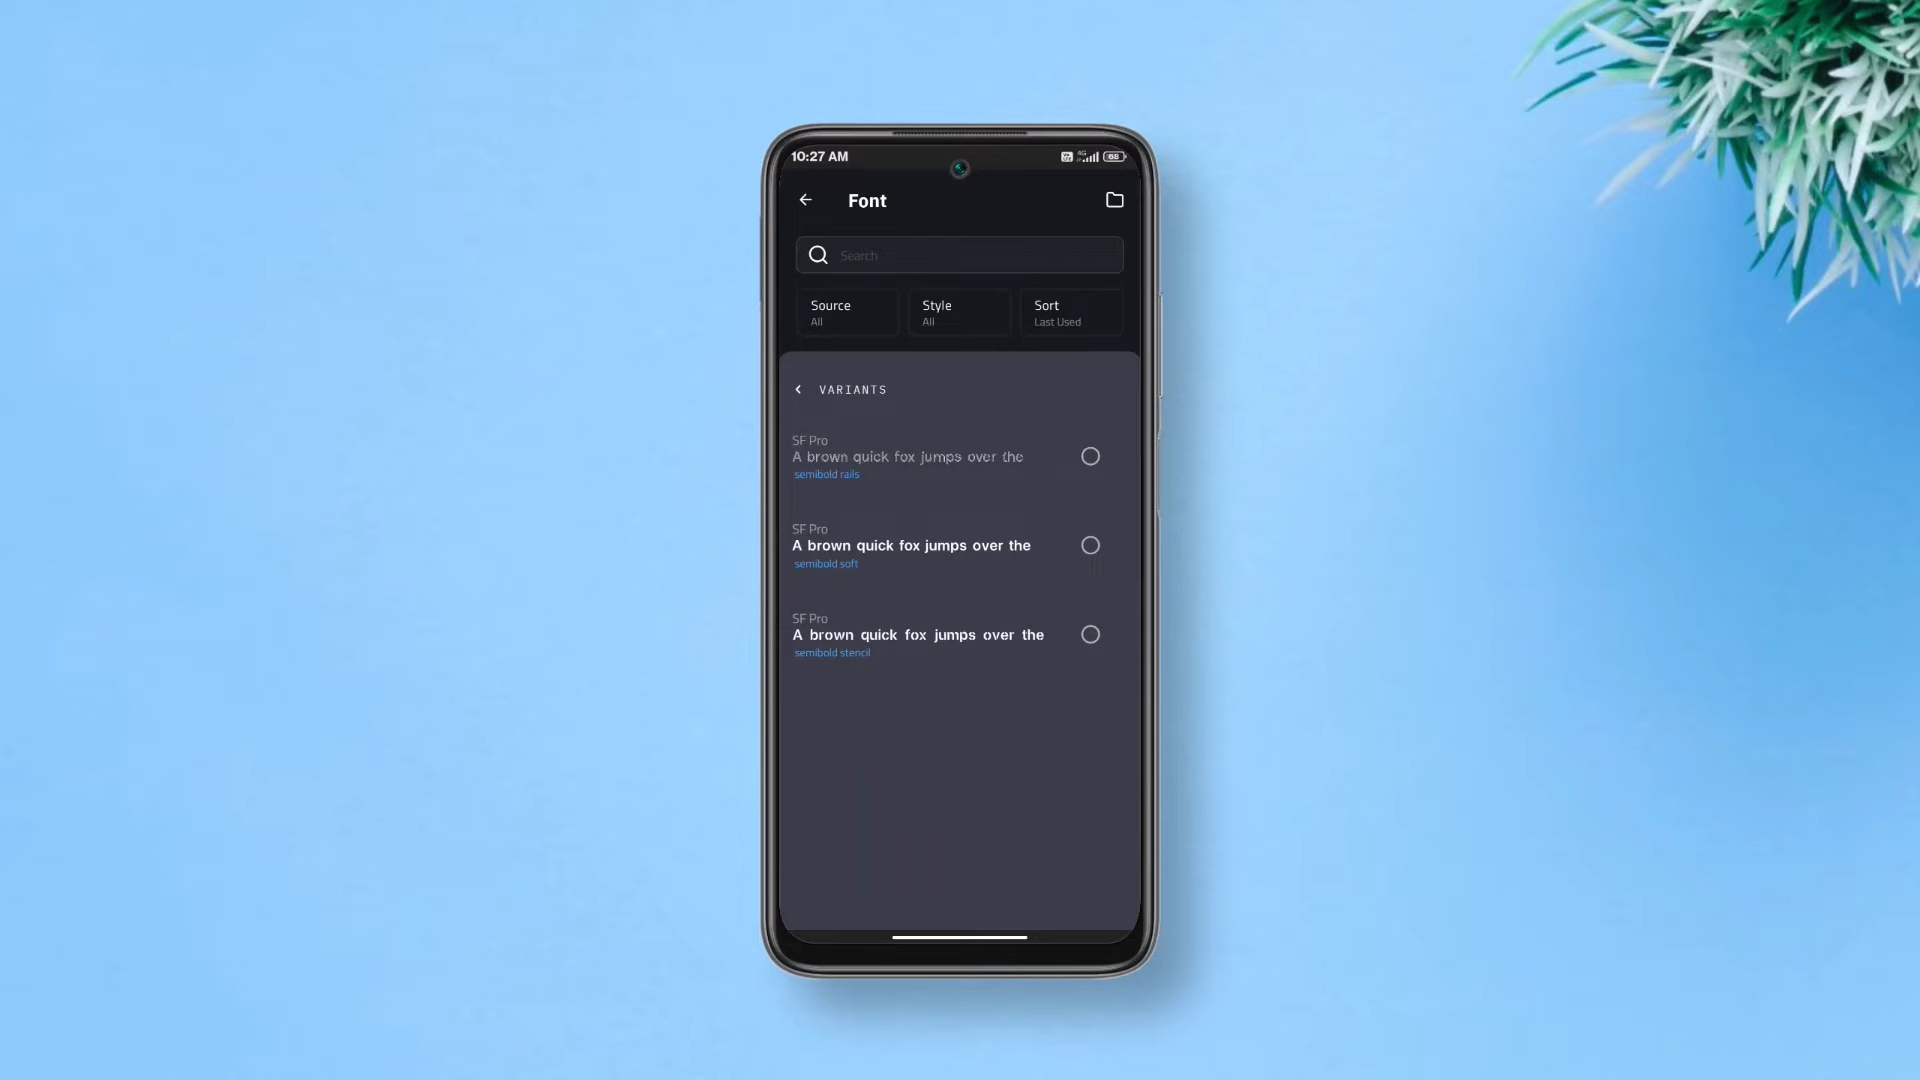 10:27 AM
4G
68
Font
Search
Source
All
Style
All
Sort
Last Used
VARIANTS
SF Pro
A brown quick fox jumps over the
semibold rails
SF Pro
A brown quick fox jumps over the
semibold soft
SF Pro
A brown quick fox jumps over the
semibold stencil